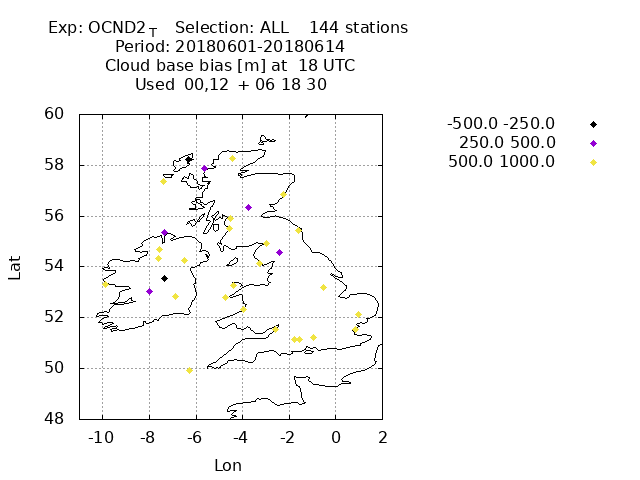 Exp: OCND2_T Selection: ALL 144 stations
Period: 20180601-20180614
Cloud base bias [m] at 18 UTC
Used 00,12 + 06 18 30
-500.0 -250.0
250.0 500.0
500.0 1000.0
60
58
56
54
52
50
48
Lat
-10 -8 -6 -4 -2 0 2
Lon